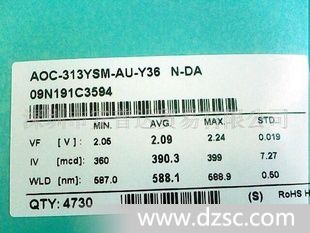 AOC-313YSM-AU-Y36 N-DA
09N191C3594
MIN. AVG. MAX. STD.
VF [ V ]: 2.05 2.09 2.24 0.019
IV [mcd]: 360 390.3 399 7.27
WLD [nm]: 587.0 588.1 588.9 0.50
QTY: 4730 (S) RoHS H
www.dzsc.com